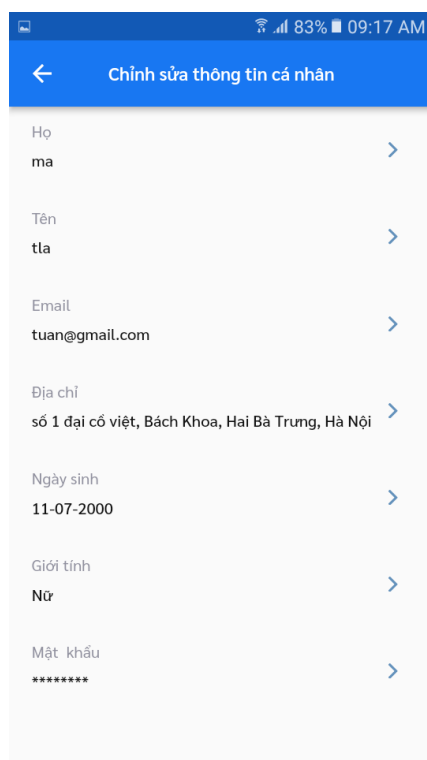 83% 09:17 AM
Chỉnh sửa thông tin cá nhân
Họ
ma
Tên
tla
Email
tuan@gmail.com
Địa chỉ
số 1 đại cổ việt, Bách Khoa, Hai Bà Trưng, Hà Nội
Ngày sinh
11-07-2000
Giới tính
Nữ
Mật khẩu
********